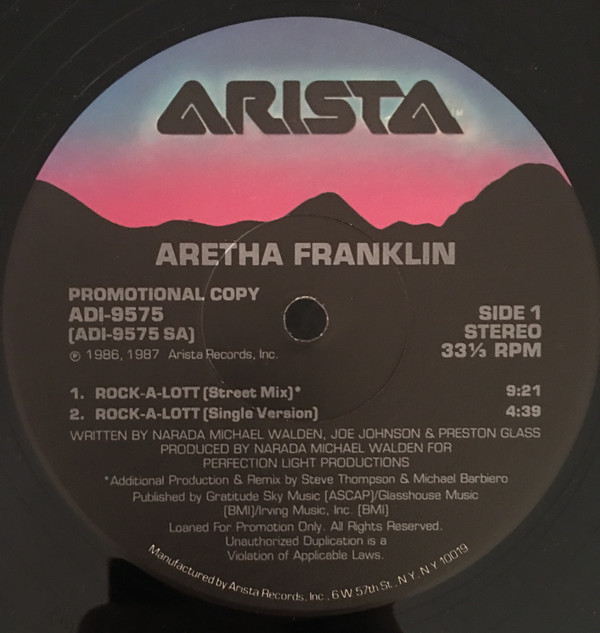 ARISTA
ARETHA FRANKLIN
PROMOTIONAL COPY
ADI-9575
(ADI-9575 SA)
℗ 1986, 1987 Arista Records, Inc.
SIDE 1
STEREO
33⅓ RPM
1. ROCK-A-LOTT (Street Mix)* 9:21
2. ROCK-A-LOTT (Single Version) 4:39
WRITTEN BY NARADA MICHAEL WALDEN, JOE JOHNSON & PRESTON GLASS
PRODUCED BY NARADA MICHAEL WALDEN FOR
PERFECTION LIGHT PRODUCTIONS
*Additional Production & Remix by Steve Thompson & Michael Barbiero
Published by Gratitude Sky Music (ASCAP)/Glasshouse Music
(BMI)/Irving Music, Inc. (BMI)
Loaned For Promotion Only. All Rights Reserved.
Unauthorized Duplication is a
Violation of Applicable Laws.
Manufactured by Arista Records, Inc., 6 W 57th St., N.Y., N.Y 10019